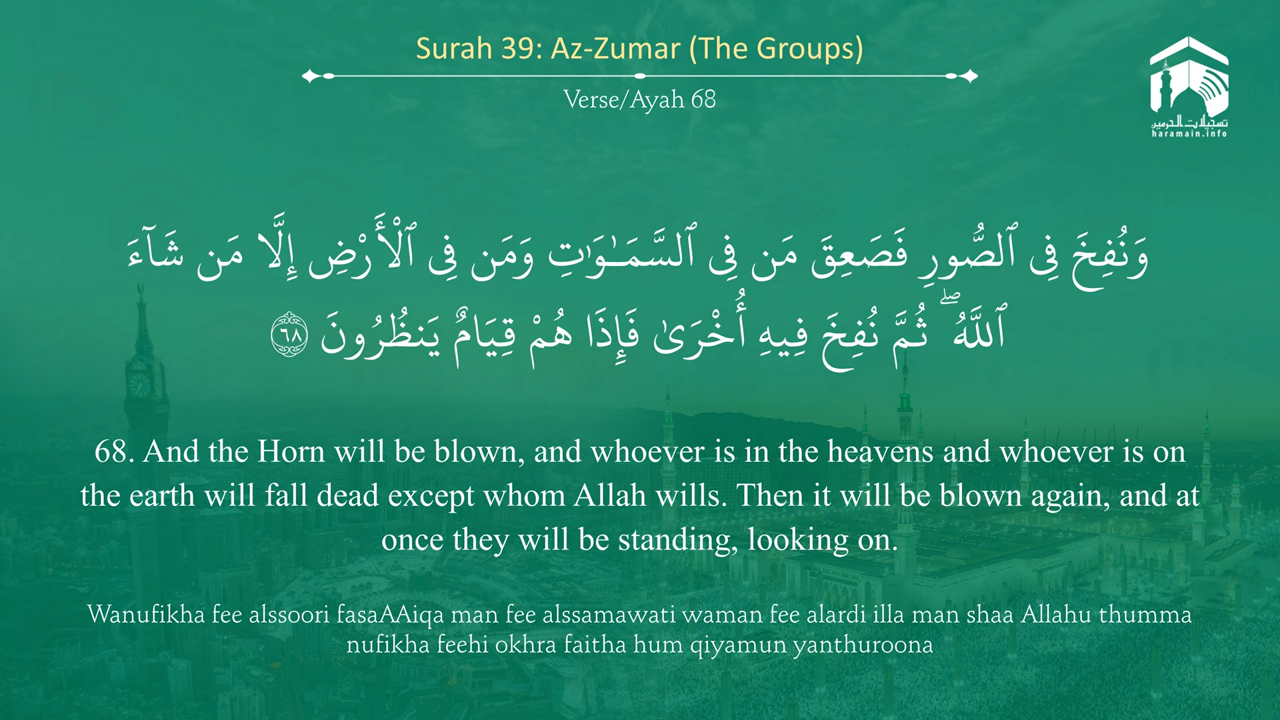 Surah 39: Az-Zumar (The Groups)
Verse/Ayah 68
تسجيلات الحرمين
haramain.info
وَنُفِخَ فِى ٱلصُّورِ فَصَعِقَ مَن فِى ٱلسَّمَـٰوَٰتِ وَمَن فِى ٱلْأَرْضِ إِلَّا مَن شَآءَ
ٱللَّهُ ۖ ثُمَّ نُفِخَ فِيهِ أُخْرَىٰ فَإِذَا هُمْ قِيَامٌ يَنظُرُونَ ٦٨
68. And the Horn will be blown, and whoever is in the heavens and whoever is on
the earth will fall dead except whom Allah wills. Then it will be blown again, and at
once they will be standing, looking on.
Wanufikha fee alssoori fasaAAiqa man fee alssamawati waman fee alardi illa man shaa Allahu thumma
nufikha feehi okhra faitha hum qiyamun yanthuroona